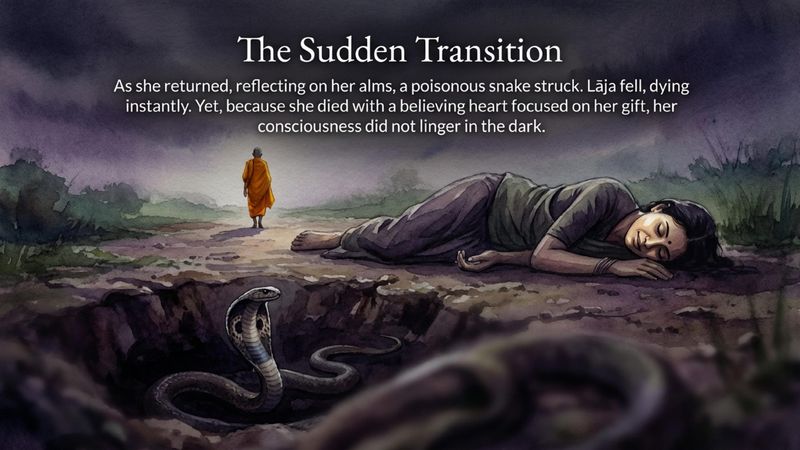 The Sudden Transition
As she returned, reflecting on her alms, a poisonous snake struck. Lāja fell, dying
instantly. Yet, because she died with a believing heart focused on her gift, her
consciousness did not linger in the dark.